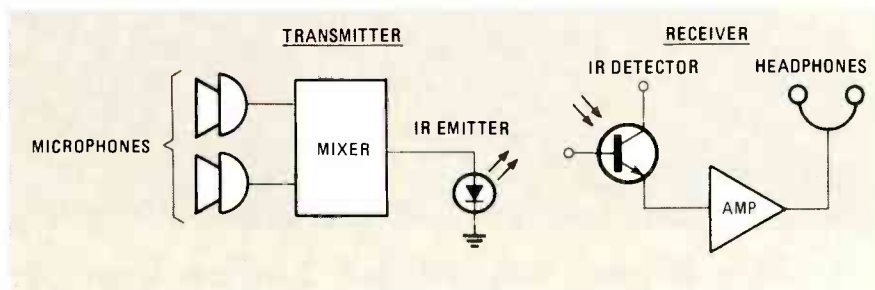 TRANSMITTER
MICROPHONES
MIXER
IR EMITTER
RECEIVER
IR DETECTOR
HEADPHONES
AMP